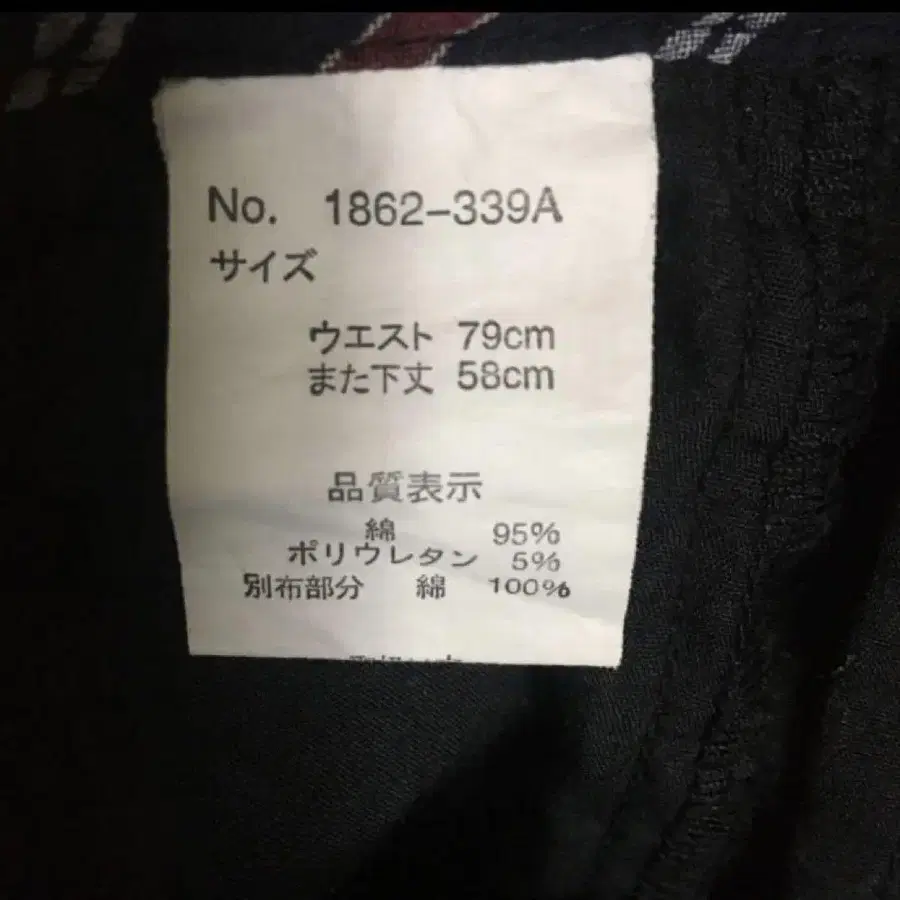 No. 1862-339A
サイズ
ウエスト 79cm
また下丈 58cm
品質表示
綿 95%
ポリウレタン 5%
別布部分 綿 100%